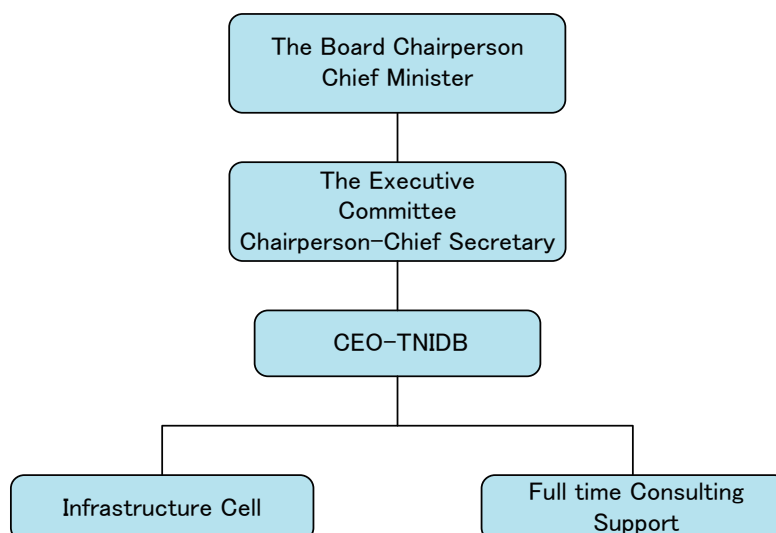 The Board Chairperson
Chief Minister
The Executive
Committee
Chairperson-Chief Secretary
CEO-TNIDB
Infrastructure Cell
Full time Consulting
Support